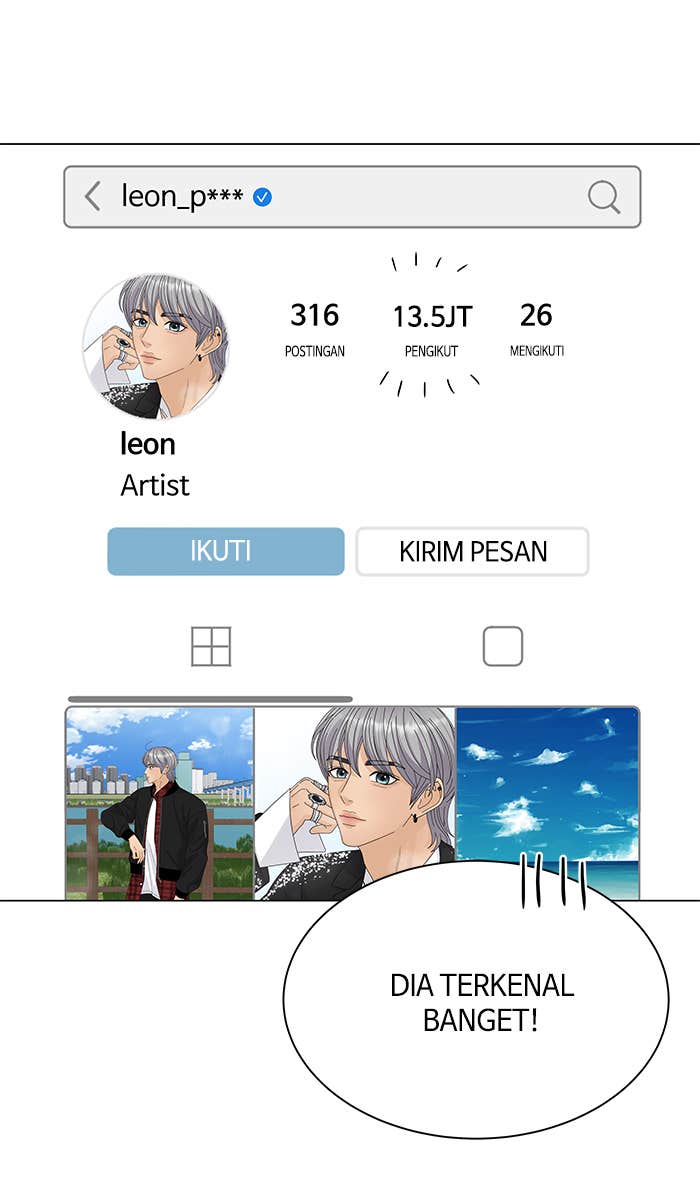 leon_p***
316 13.5JT 26
POSTINGAN PENGIKUT MENGIKUTI
leon
Artist
IKUTI KIRIM PESAN
DIA TERKENAL
BANGET!